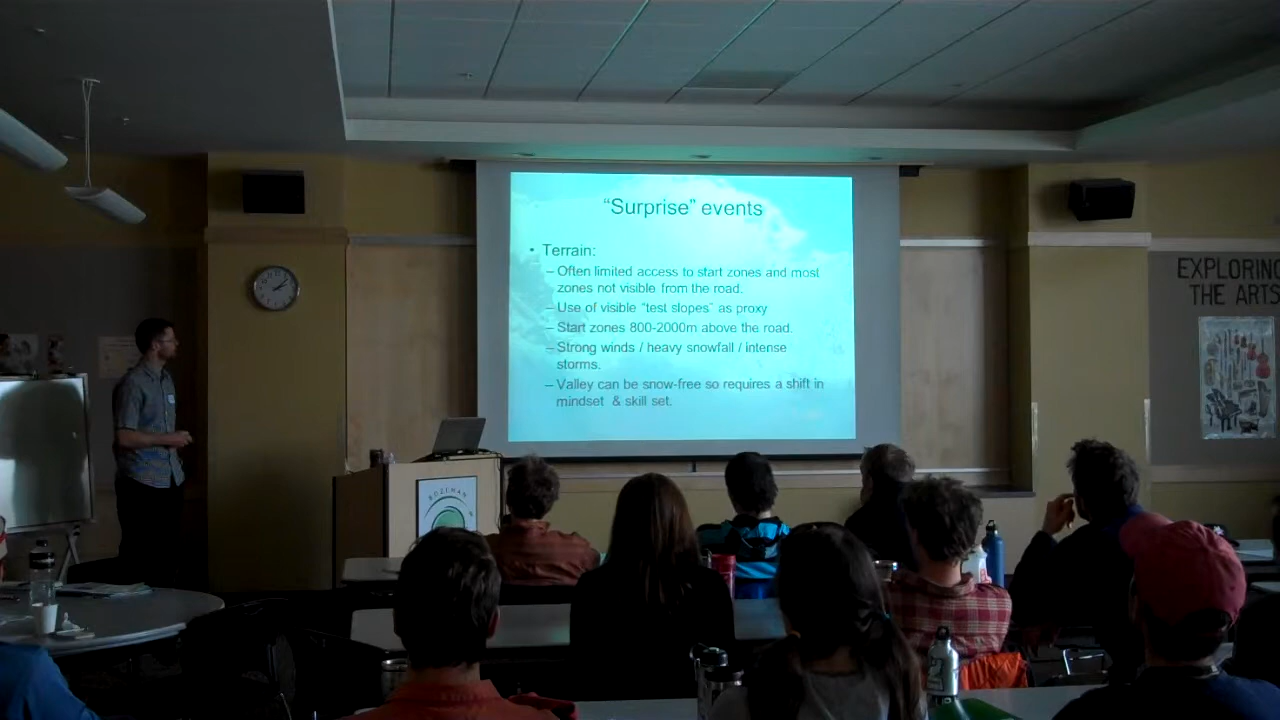 “Surprise” events
• Terrain:
– Often limited access to start zones and most
zones not visible from the road.
– Use of visible “test slopes” as proxy
– Start zones 800-2000m above the road.
– Strong winds / heavy snowfall / intense
storms.
– Valley can be snow-free so requires a shift in
mindset & skill set.
EXPLORING
THE ARTS
BOZEMAN